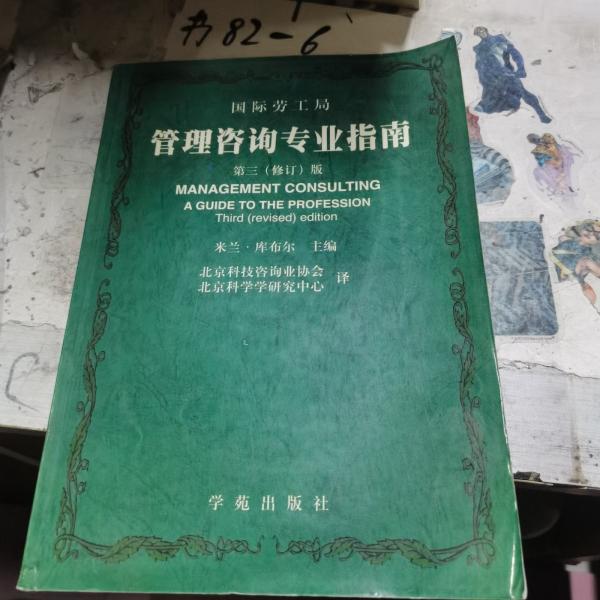 书82-6
国际劳工局
管理咨询专业指南
第三(修订)版
MANAGEMENT CONSULTING
A GUIDE TO THE PROFESSION
Third (revised) edition
米兰·库布尔 主编
北京科技咨询业协会
北京科学学研究中心 译
学苑出版社